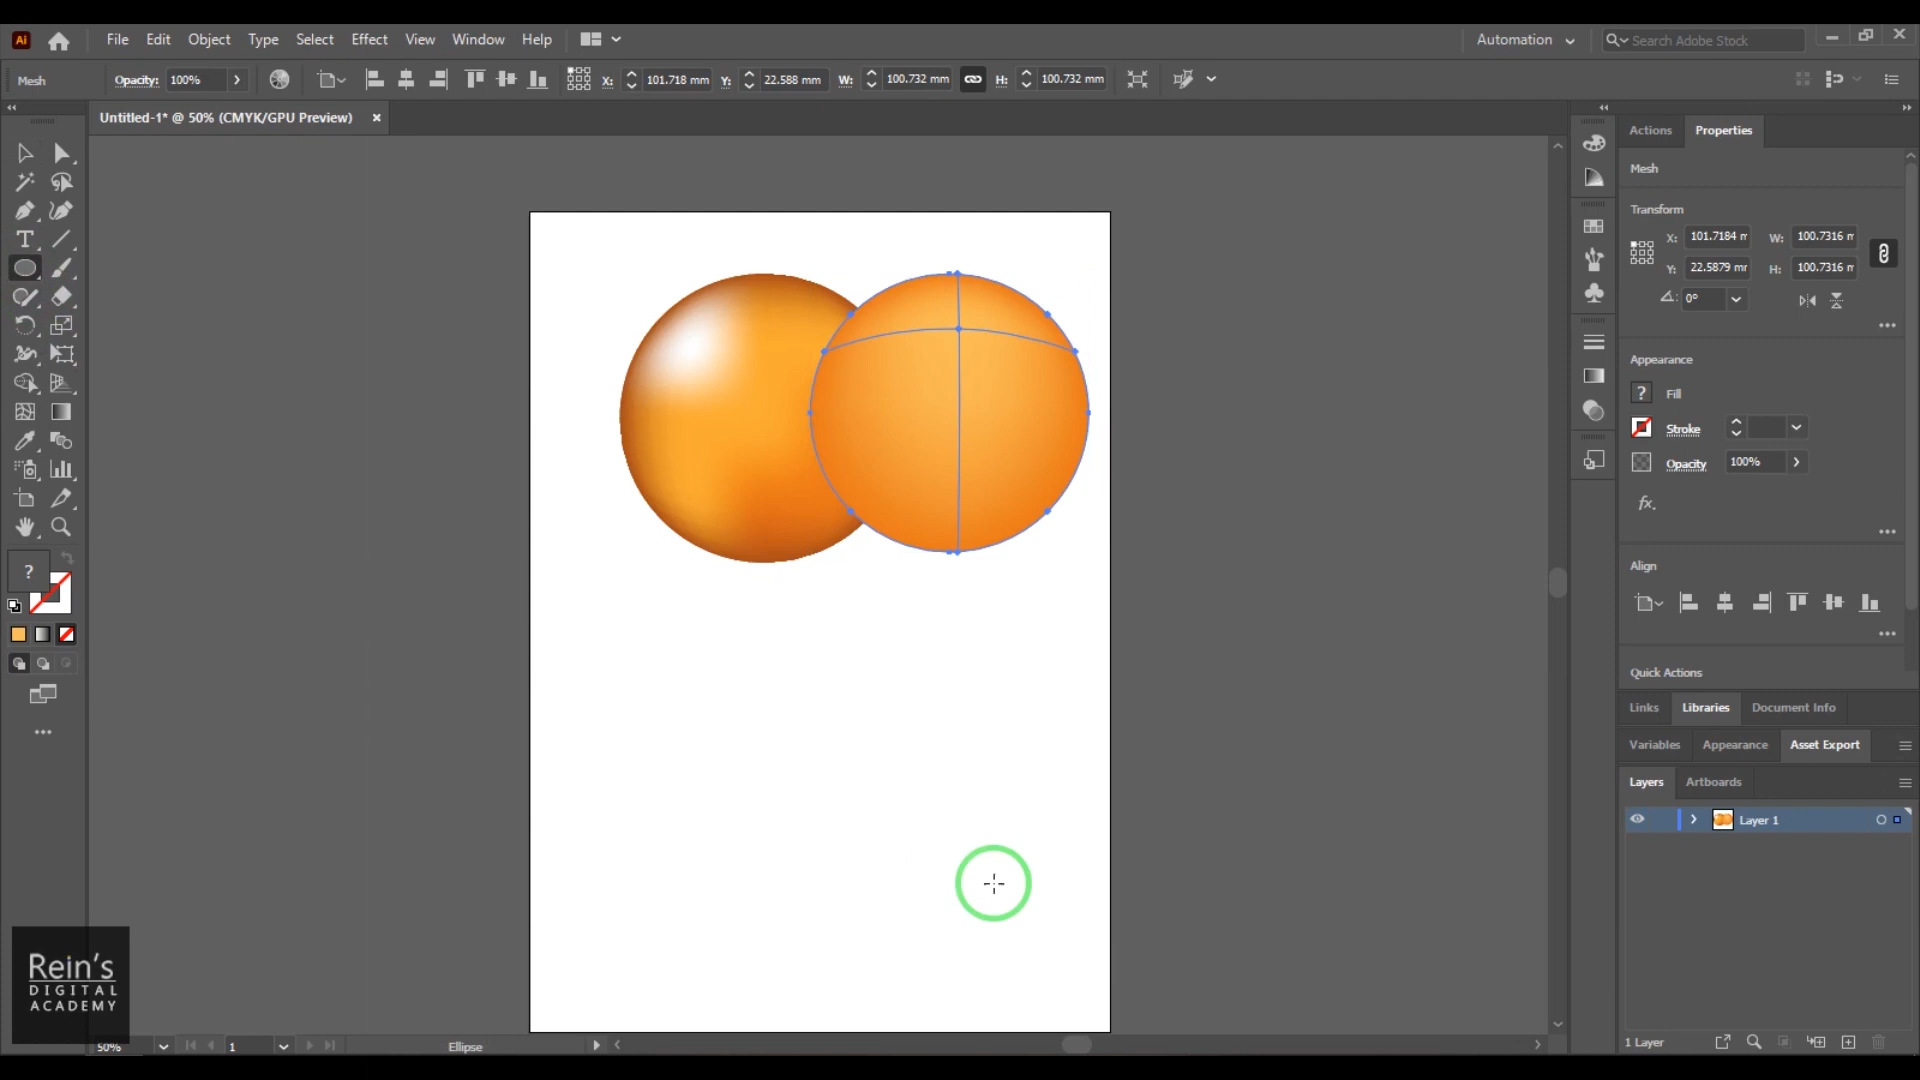 Ai File Edit Object Type Select Effect View Window Help Automation Search Adobe Stock
Mesh Opacity: 100% X: 101.718 mm Y: 22.588 mm W: 100.732 mm H: 100.732 mm
Untitled-1* @ 50% (CMYK/GPU Preview) ×
Actions Properties
Mesh
Transform
X: 101.7184 m W: 100.7316 m
Y: 22.5879 mm H: 100.7316 m
0°
Appearance
? Fill
Stroke
Opacity 100%
fx.
Align
Quick Actions
Links Libraries Document Info
Variables Appearance Asset Export
Layers Artboards
Layer 1
?
Rein's
DIGITAL
ACADEMY
50% 1 Ellipse
1 Layer